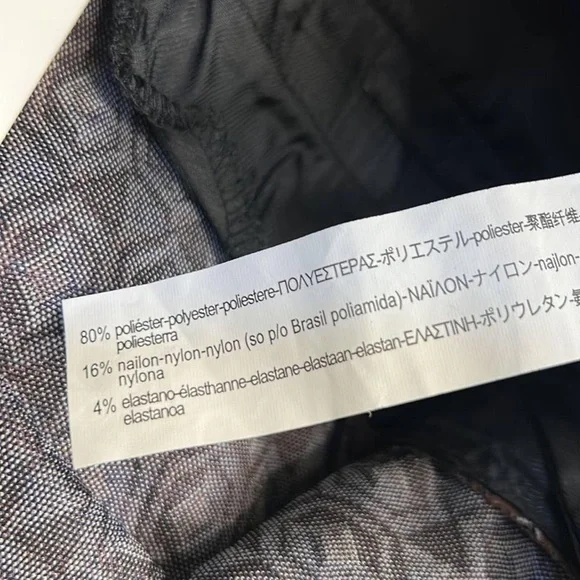 80% poliéster-polyester-poliestere-ΠΟΛΥΕΣΤΕΡΑΣ-ポリエステル-poliester-聚酯纤维
poliesterra
16% nailon-nylon-nylon (so p/o Brasil poliamida)-ΝΑΪΛΟΝ-ナイロン-najlon-
nylona
4% elastano-élasthanne-elastane-elastaan-elastan-ΕΛΑΣΤΙΝΗ-ポリウレタン-氨
elastanoa